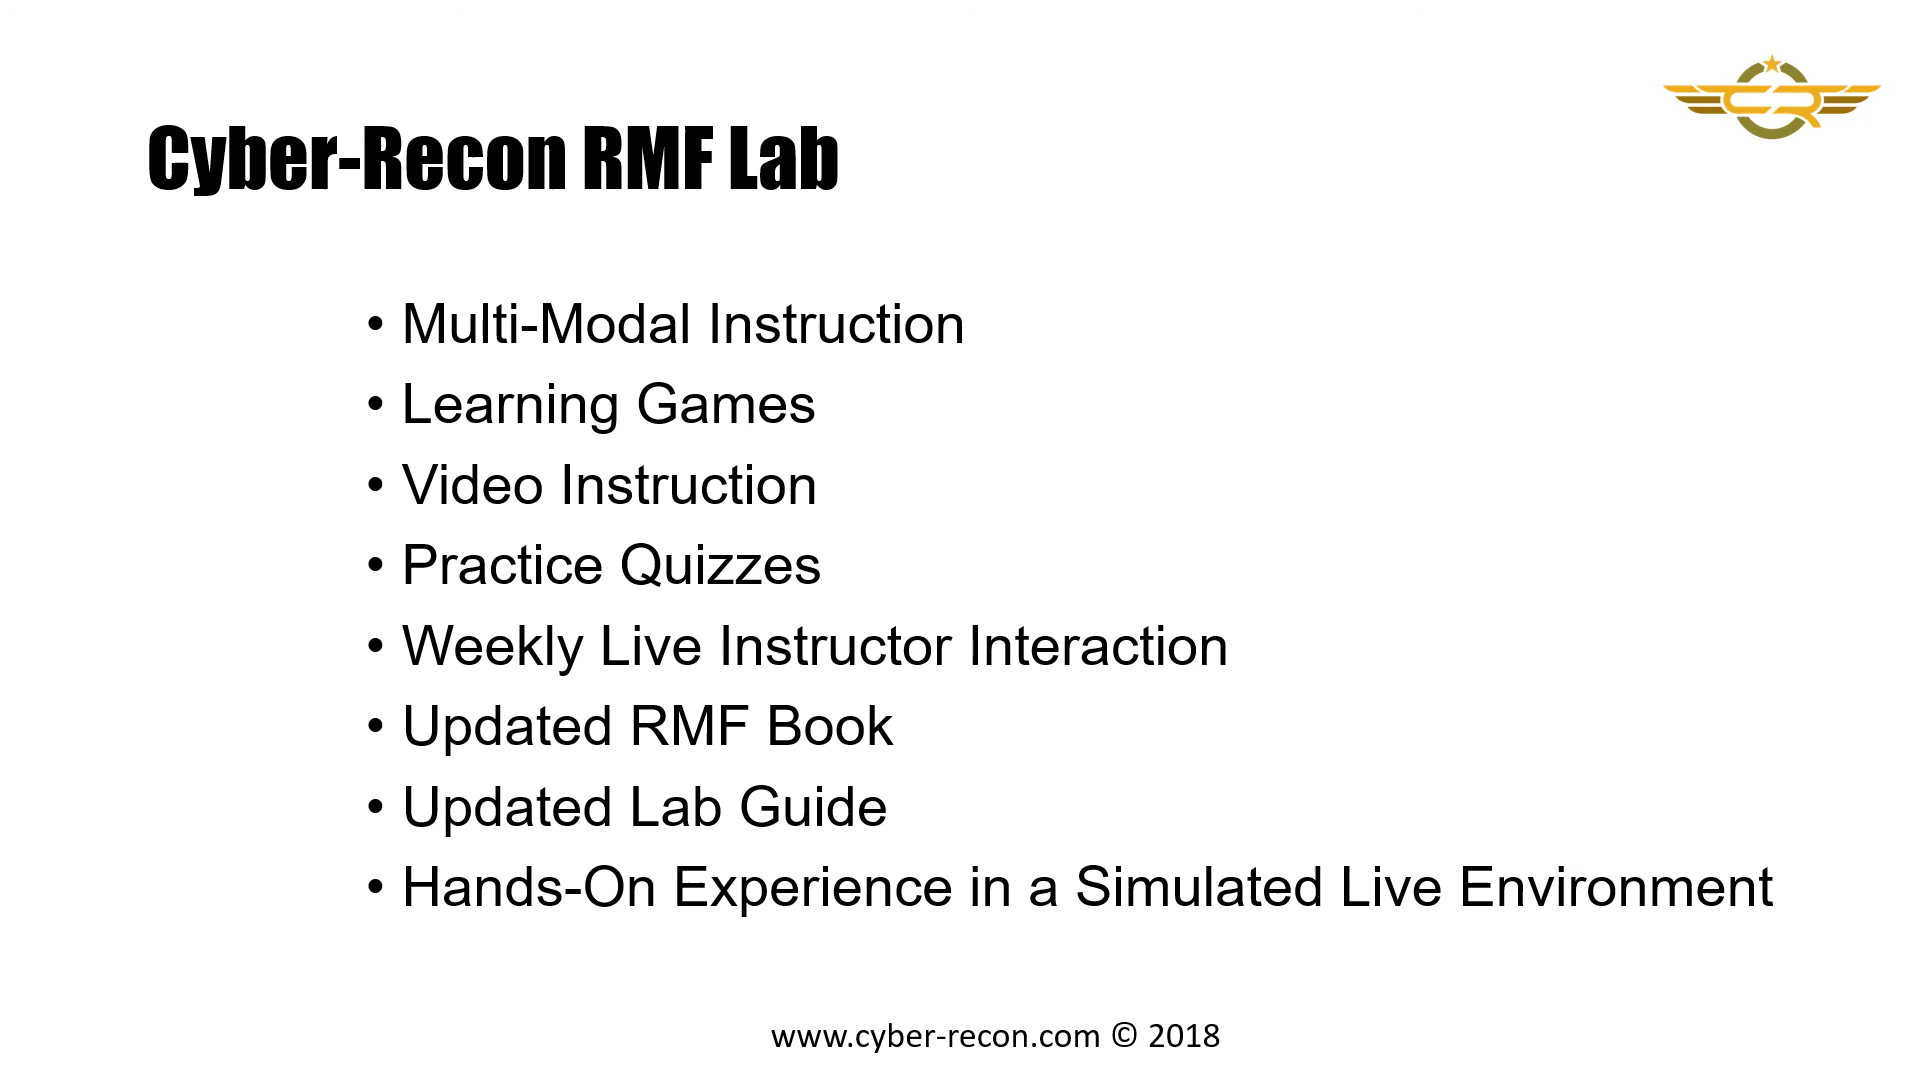 Cyber-Recon RMF Lab
CR
• Multi-Modal Instruction
• Learning Games
• Video Instruction
• Practice Quizzes
• Weekly Live Instructor Interaction
• Updated RMF Book
• Updated Lab Guide
• Hands-On Experience in a Simulated Live Environment
www.cyber-recon.com © 2018